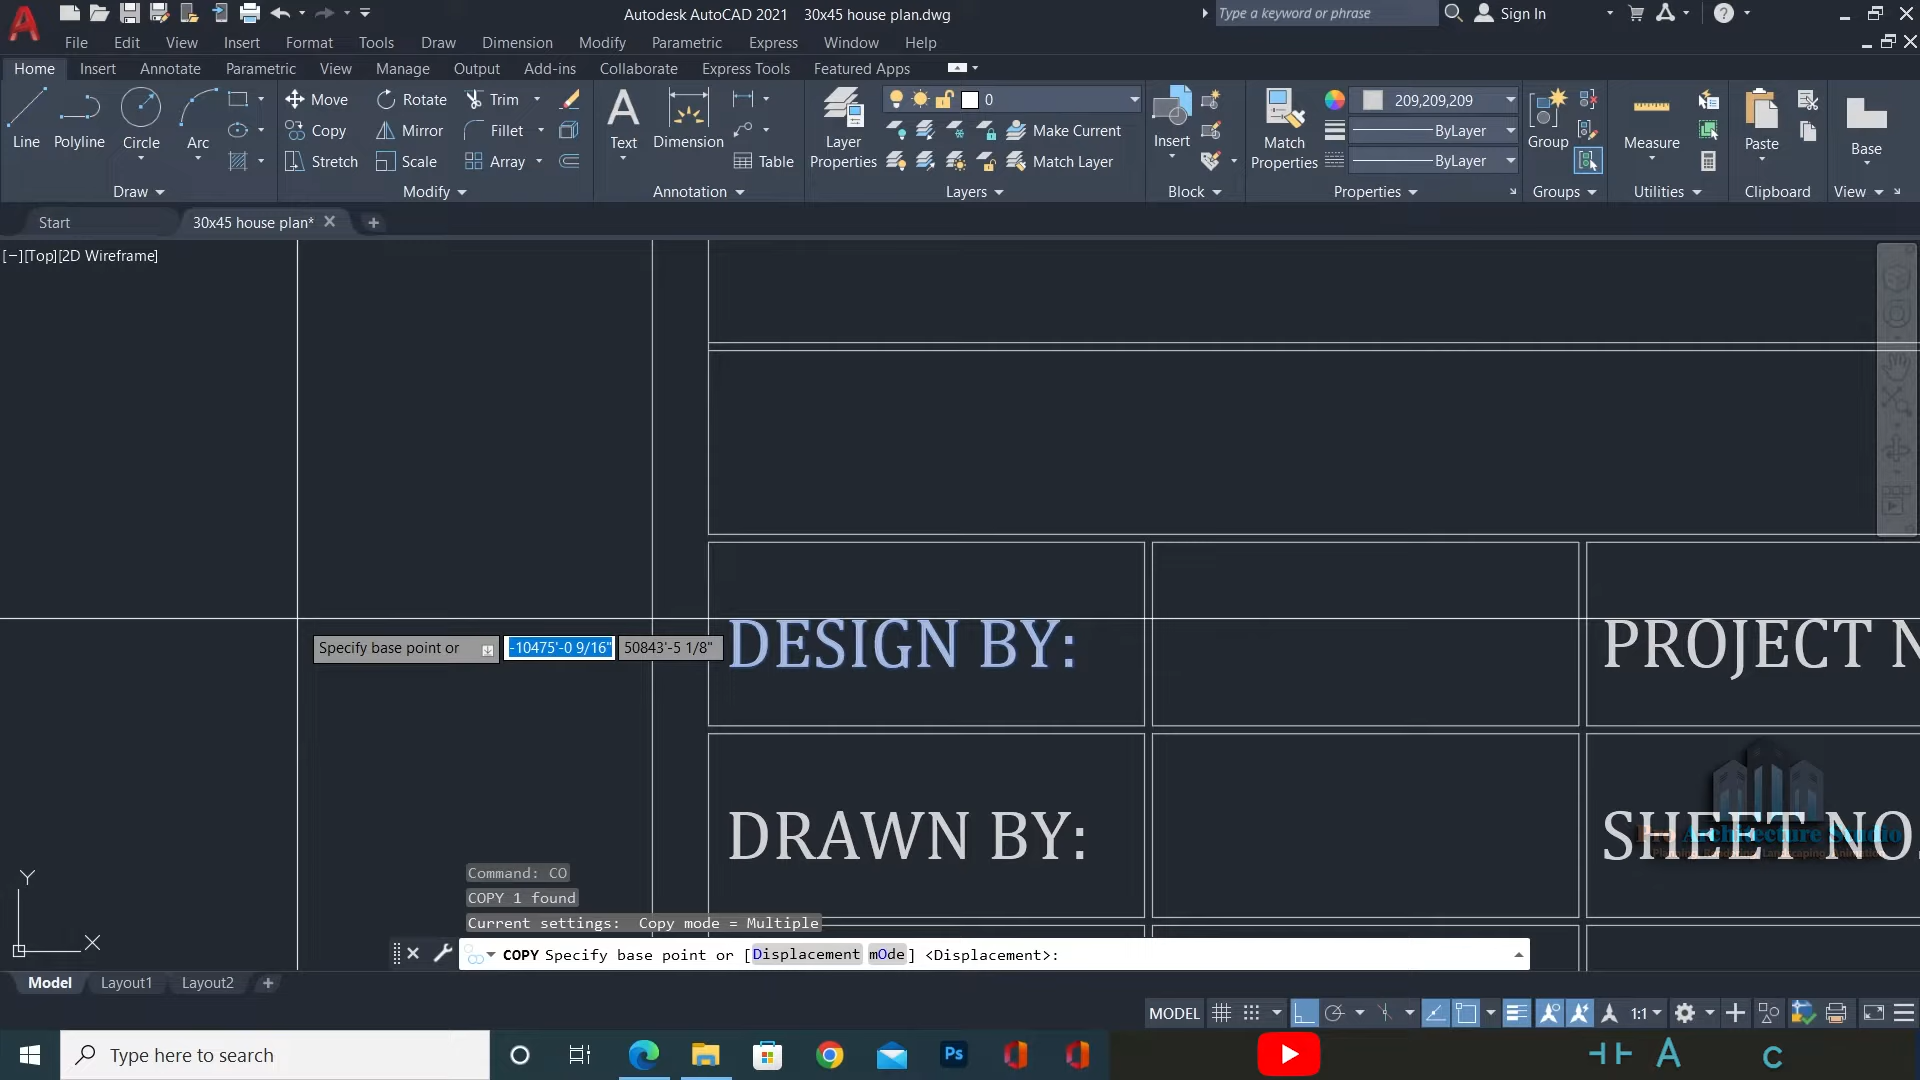 Autodesk AutoCAD 2021 30x45 house plan.dwg
Type a keyword or phrase
Sign In
File Edit View Insert Format Tools Draw Dimension Modify Parametric Express Window Help
Home Insert Annotate Parametric View Manage Output Add-ins Collaborate Express Tools Featured Apps
Line Polyline Circle Arc
Move Rotate Trim
Copy Mirror Fillet
Stretch Scale Array
Text Dimension Table
Layer Properties
0
Make Current
Match Layer
Insert
Match Properties
209,209,209
ByLayer
ByLayer
Group
Measure
Paste
Base
Draw Modify Annotation Layers Block Properties Groups Utilities Clipboard View
Start 30x45 house plan*
[−][Top][2D Wireframe]
Specify base point or -10475'-0 9/16" 50843'-5 1/8"
DESIGN BY: PROJECT N
DRAWN BY: SHEET NO.
Pro Architecture Studio
Command: CO
COPY 1 found
Current settings: Copy mode = Multiple
COPY Specify base point or [Displacement mOde] <Displacement>:
Y
X
Model Layout1 Layout2
MODEL 1:1
Type here to search
Ps
C